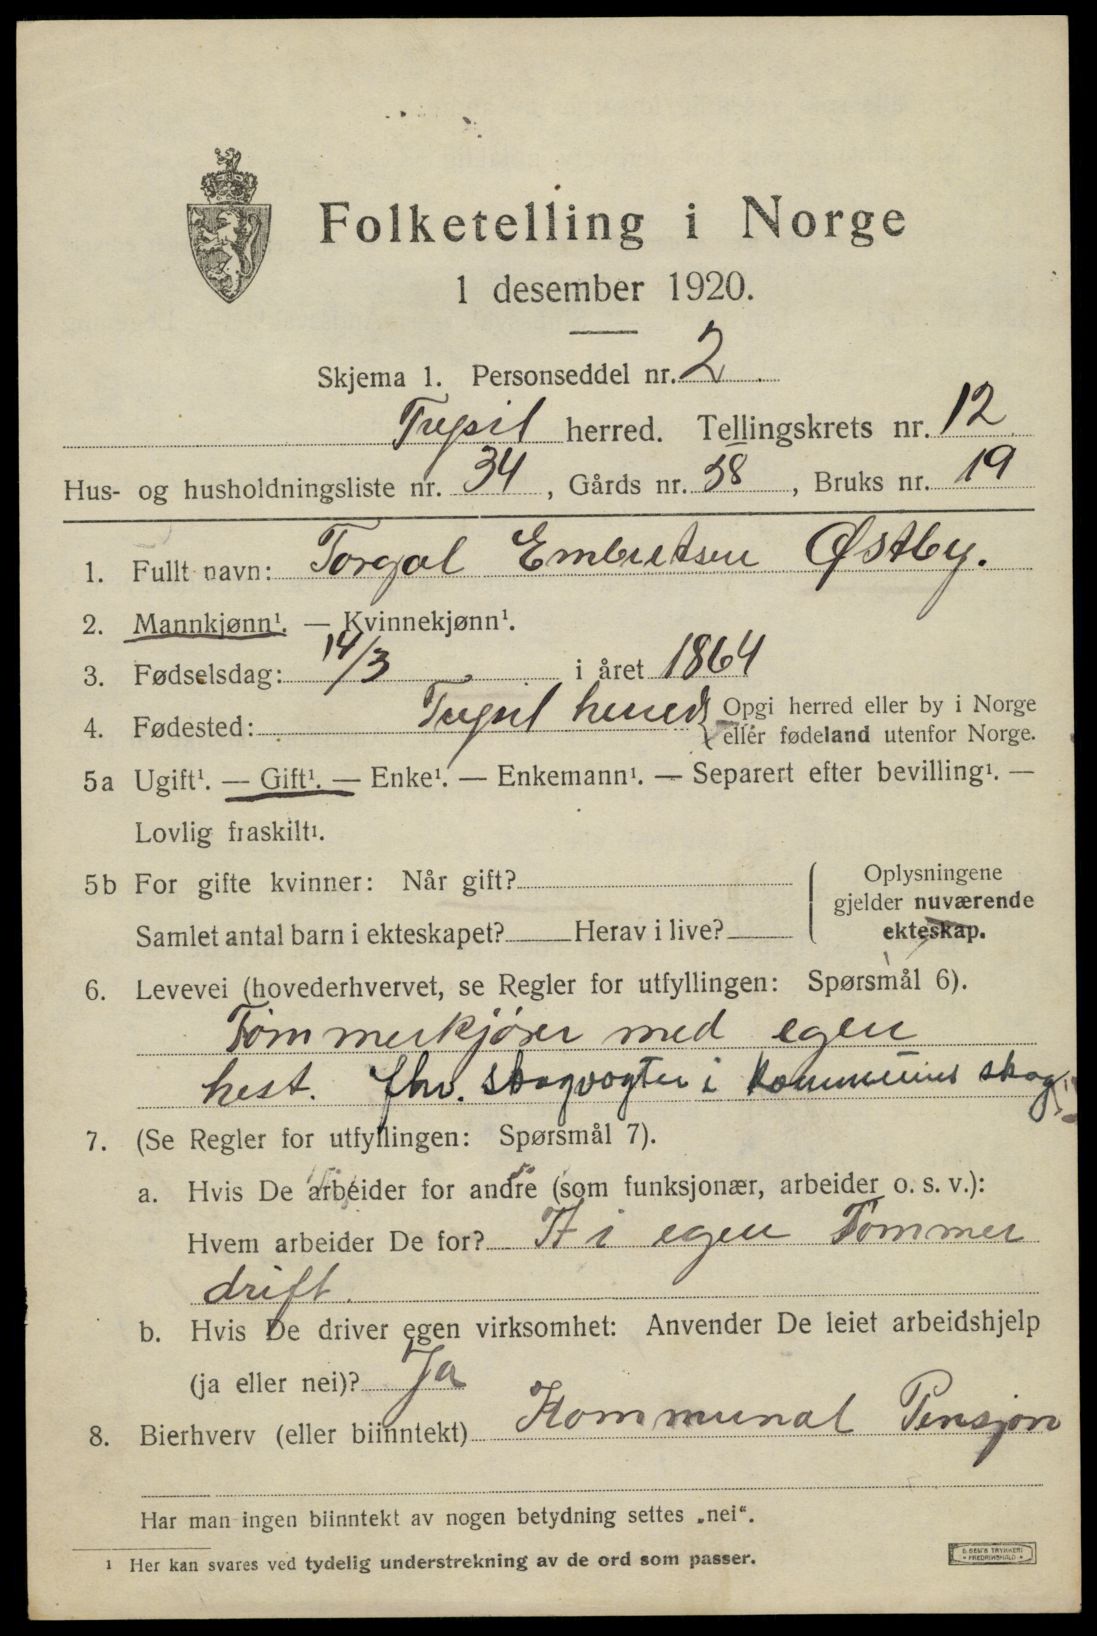 Folketelling i Norge
1 desember 1920.
Skjema 1. Personseddel nr. 2
Trysil herred. Tellingskrets nr. 12
Hus- og husholdningsliste nr. 34, Gårds nr. 58, Bruks nr. 19
1. Fullt navn: Torgal Embretsen Østby.
2. Mannkjønn¹. — Kvinnekjønn¹.
3. Fødselsdag: 14/3 i året 1864
4. Fødested: Trysil herred
Opgi herred eller by i Norge
eller fødeland utenfor Norge.
5a Ugift¹. — Gift¹. — Enke¹. — Enkemann¹. — Separert efter bevilling¹. —
Lovlig fraskilt¹.
5b For gifte kvinner: Når gift?
Samlet antal barn i ekteskapet? Herav i live?
Oplysningene
gjelder nuværende
ekteskap.
6. Levevei (hovederhvervet, se Regler for utfyllingen: Spørsmål 6).
Tømmerkjører med egen
hest. fhv. skogvogter i kommunens skog
7. (Se Regler for utfyllingen: Spørsmål 7).
a. Hvis De arbeider for andre (som funksjonær, arbeider o. s. v.):
Hvem arbeider De for? i egen Tømmer
drift.
b. Hvis De driver egen virksomhet: Anvender De leiet arbeidshjelp
(ja eller nei)? Ja
8. Bierhverv (eller biinntekt) Kommunal Pensjon
Har man ingen biinntekt av nogen betydning settes „nei“.
¹ Her kan svares ved tydelig understrekning av de ord som passer.